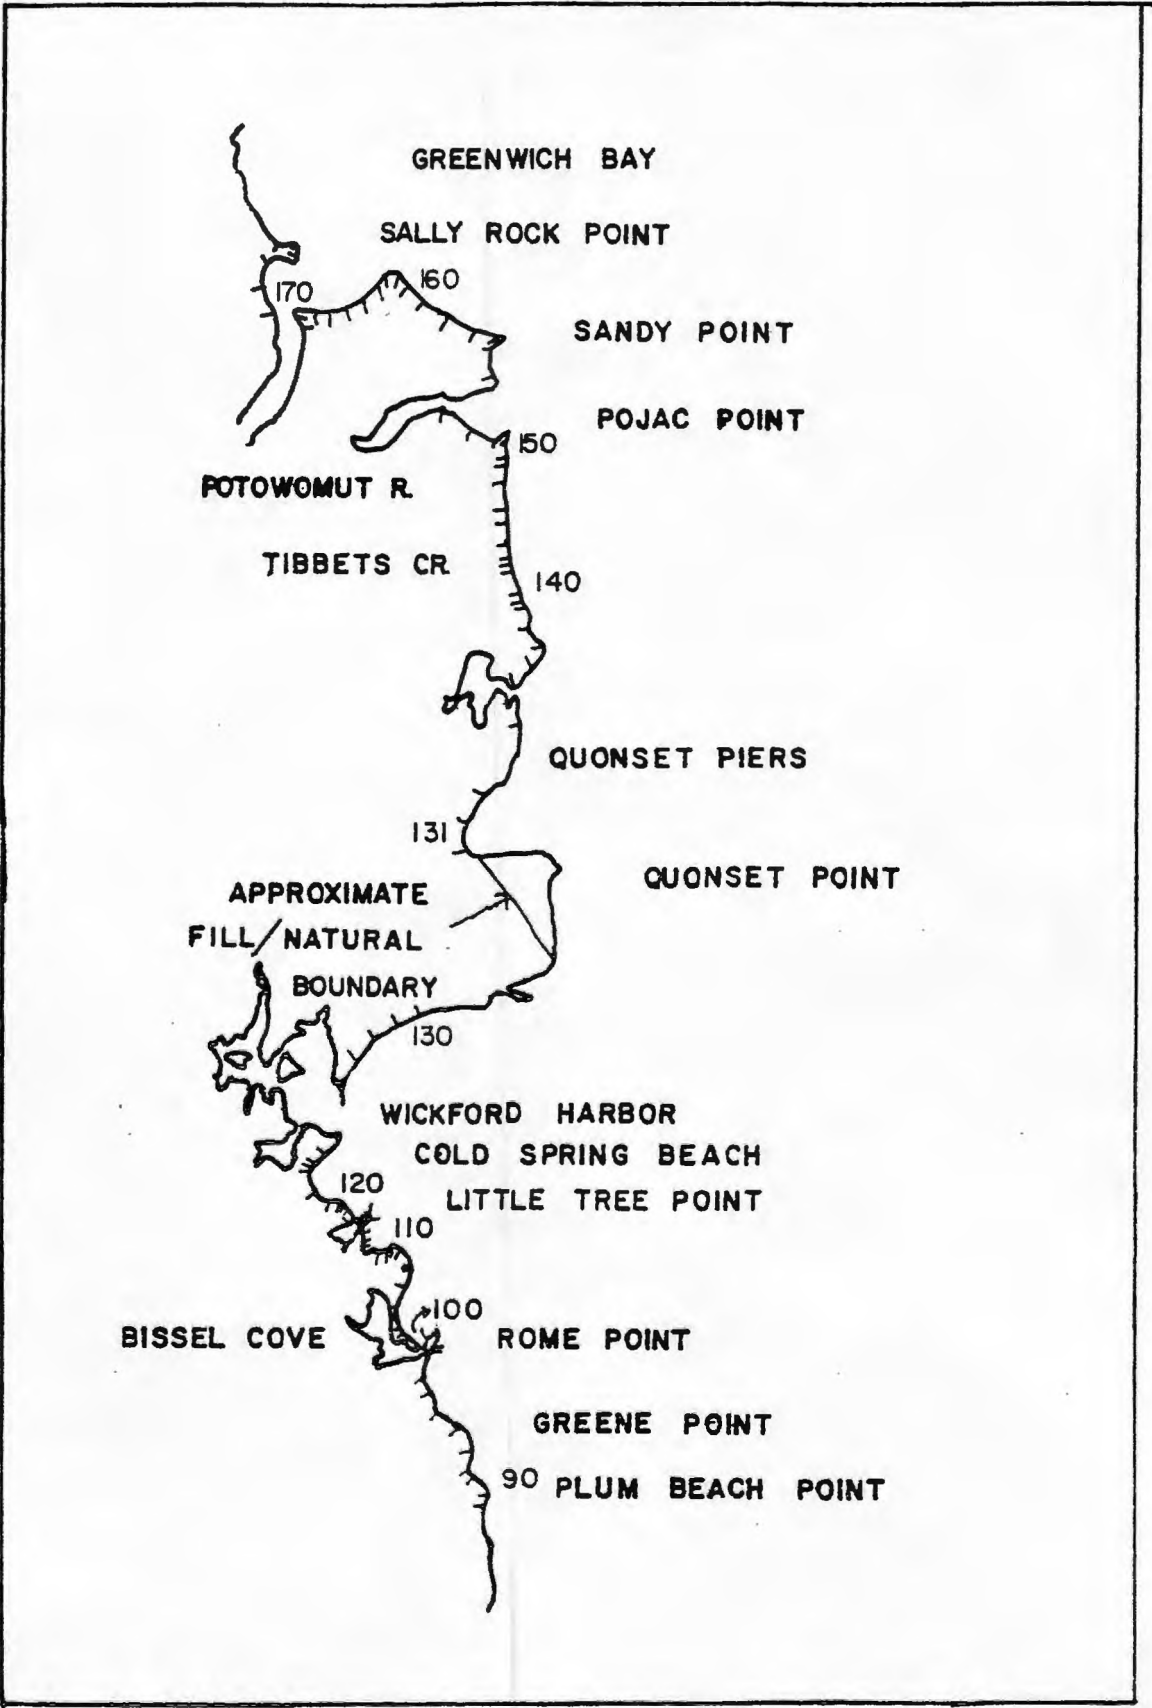 GREENWICH BAY
SALLY ROCK POINT
160
170
SANDY POINT
POJAC POINT
150
POTOWOMUT R.
TIBBETS CR
140
QUONSET PIERS
131
QUONSET POINT
APPROXIMATE
FILL/NATURAL
BOUNDARY
130
WICKFORD HARBOR
COLD SPRING BEACH
120
LITTLE TREE POINT
110
100
BISSEL COVE
ROME POINT
GREENE POINT
90
PLUM BEACH POINT